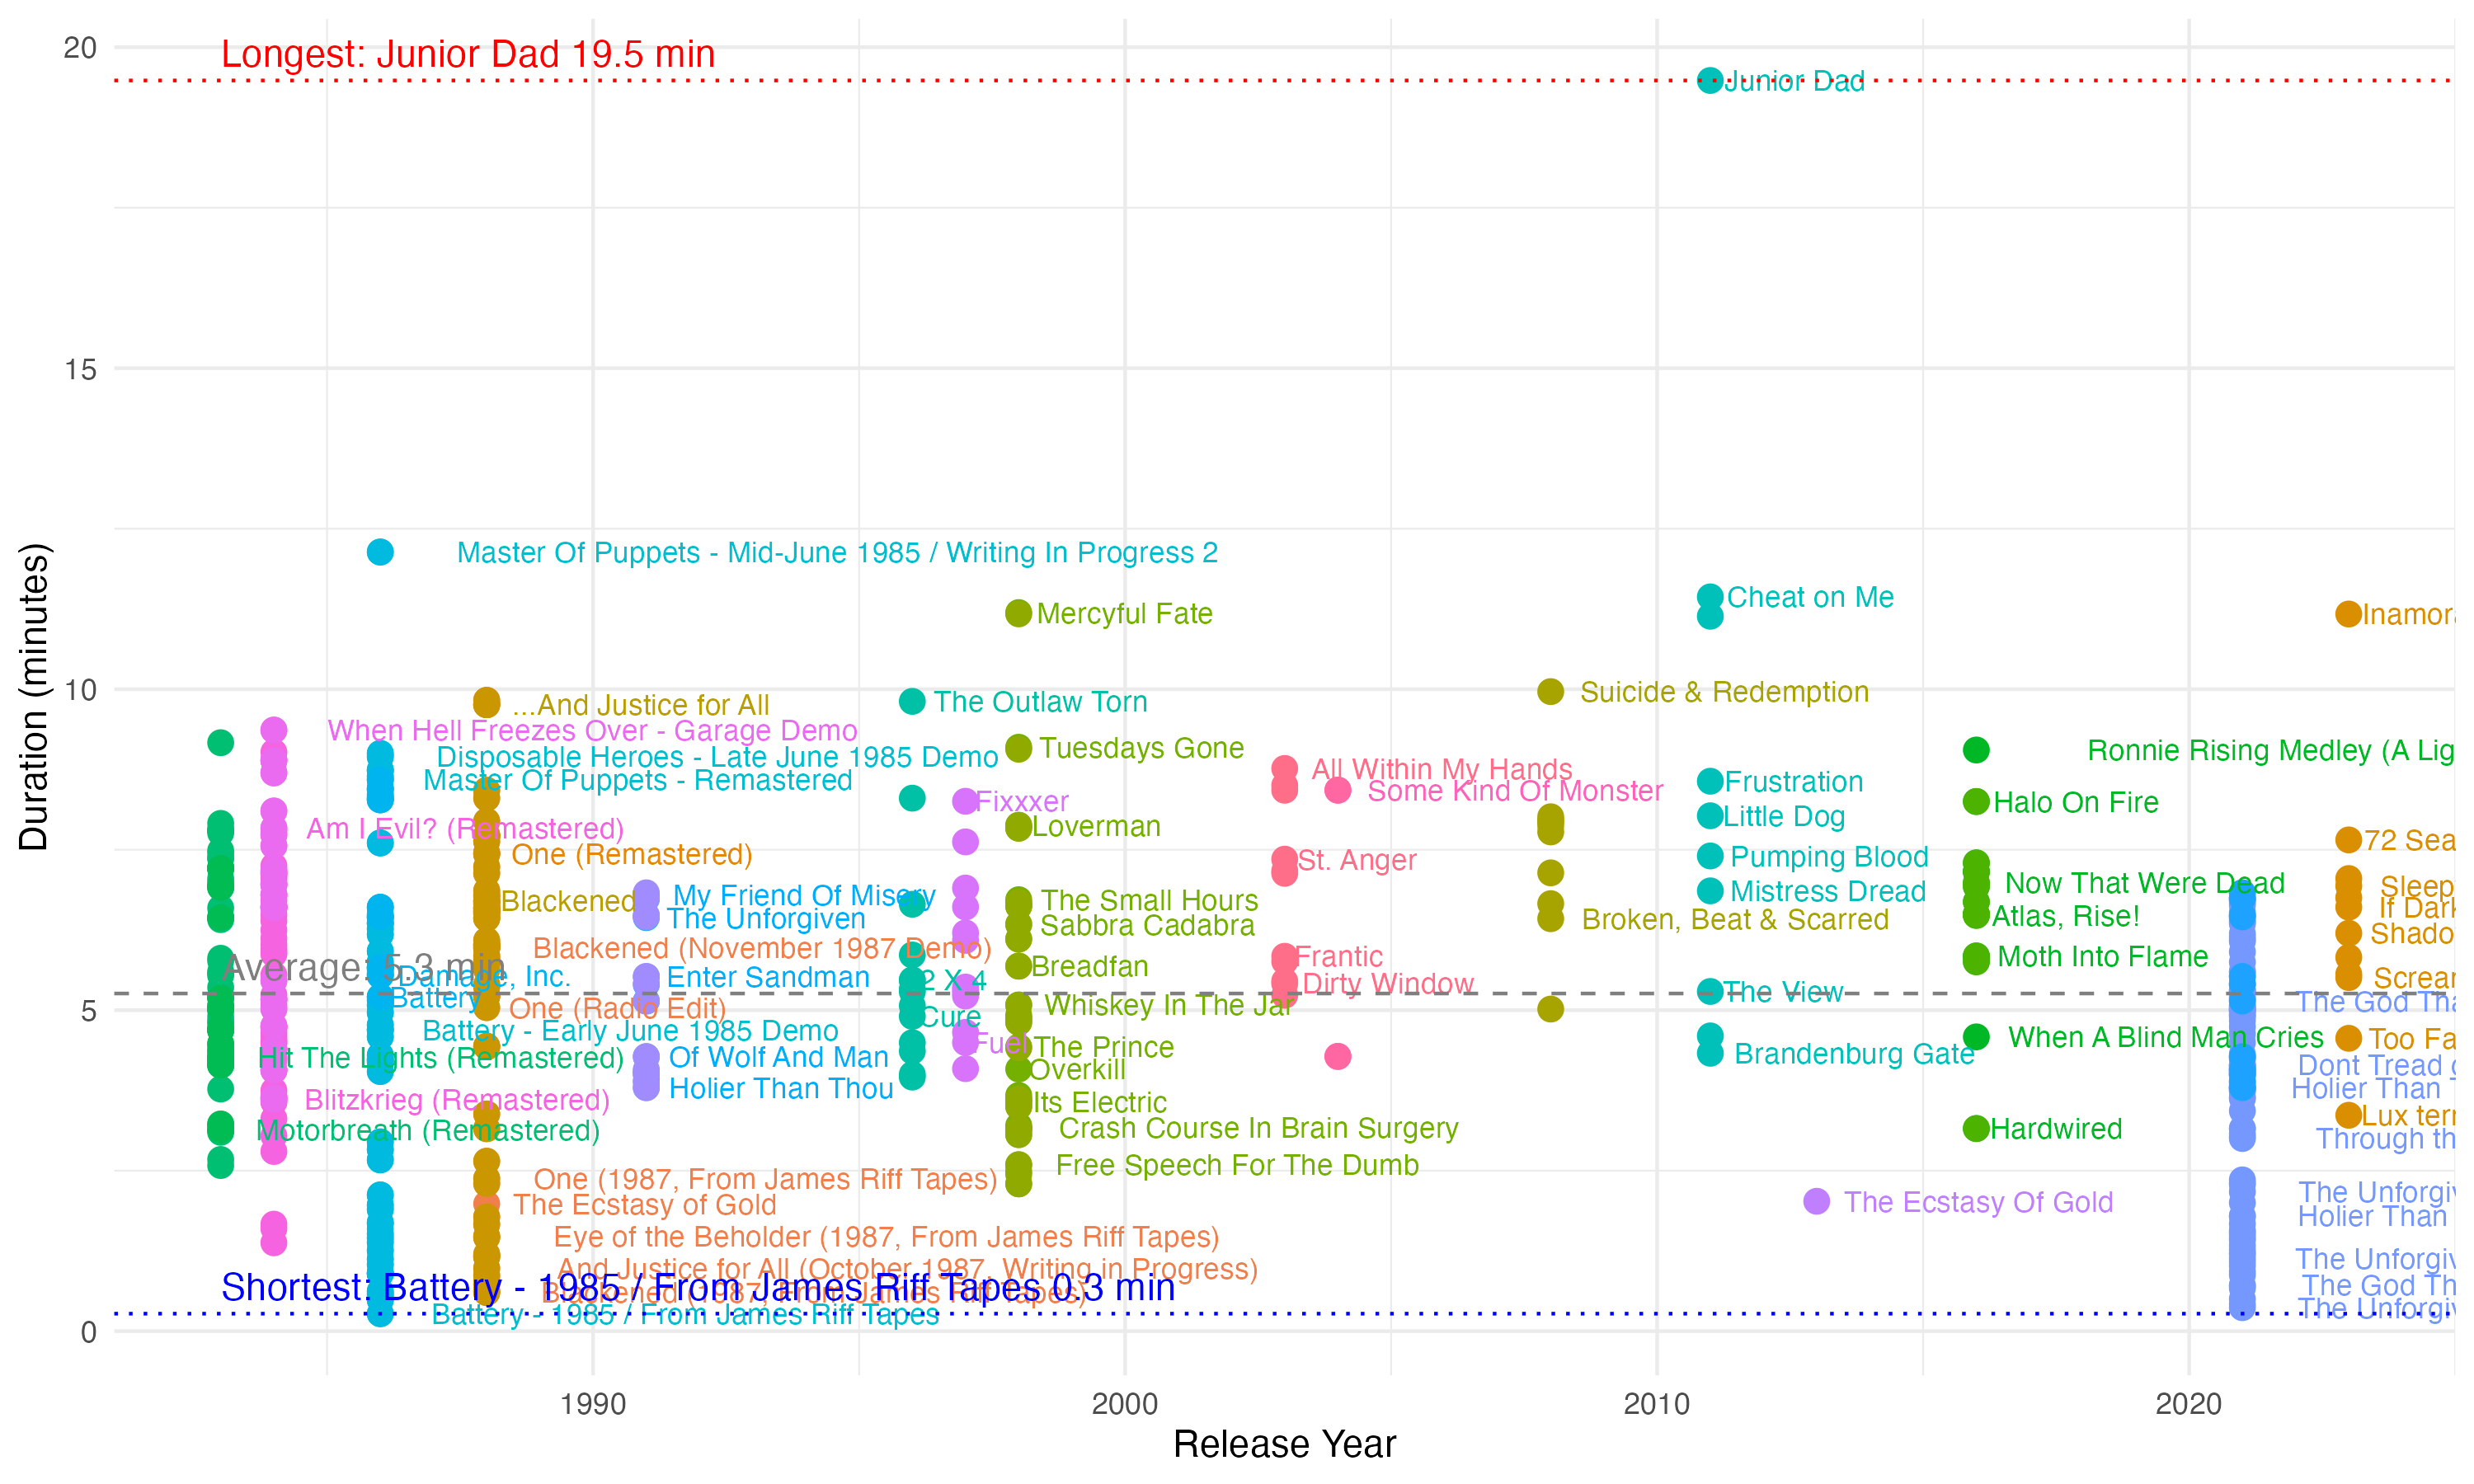 20
Longest: Junior Dad 19.5 min
Junior Dad
15
Master Of Puppets - Mid-June 1985 / Writing In Progress 2
Cheat on Me
Mercyful Fate
Inamora
10
Suicide & Redemption
The Outlaw Torn
...And Justice for All
When Hell Freezes Over - Garage Demo
Tuesdays Gone
Ronnie Rising Medley (A Lig
Disposable Heroes - Late June 1985 Demo
All Within My Hands
Master Of Puppets - Remastered
Frustration
Some Kind Of Monster
Fixxxer
Halo On Fire
Little Dog
Am I Evil? (Remastered)
Loverman
72 Sea
One (Remastered)
Pumping Blood
St. Anger
Now That Were Dead
Sleep
Mistress Dread
My Friend Of Misery
The Small Hours
Blackened
If Dark
Atlas, Rise!
The Unforgiven
Broken, Beat & Scarred
Sabbra Cadabra
Shado
Blackened (November 1987 Demo)
Frantic
Moth Into Flame
Average: 5.3 min
Breadfan
Damage, Inc.
Enter Sandman
Screan
2 X 4
Dirty Window
The View
Battery
The God Tha
Whiskey In The Jar
One (Radio Edit)
5
Cure
Battery - Early June 1985 Demo
When A Blind Man Cries
Too Fa
Fuel
The Prince
Brandenburg Gate
Hit The Lights (Remastered)
Of Wolf And Man
Dont Tread
Overkill
Holier Than Thou
Holier Than
Blitzkrieg (Remastered)
Its Electric
Lux terr
Motorbreath (Remastered)
Crash Course In Brain Surgery
Hardwired
Through th
Free Speech For The Dumb
One (1987, From James Riff Tapes)
The Unforgiv
The Ecstasy of Gold
The Ecstasy Of Gold
Holier Than
Eye of the Beholder (1987, From James Riff Tapes)
The Unforgiv
And Justice for All (October 1987, Writing in Progress)
Shortest: Battery - 1985 / From James Riff Tapes 0.3 min
Blackened (1987, From James Riff Tapes)
The God Th
The Unforgiv
Battery - 1985 / From James Riff Tapes
0
1990
2000
2010
2020
Release Year
Duration (minutes)